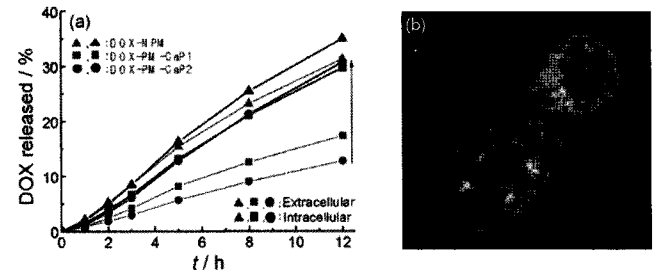 (a)
▲ ▲ :DOX-NPM
■ ■ :DOX-PM-CaP1
● ● :DOX-PM-CaP2
▲ ■ ● :Extracellular
▲ ■ ● :Intracellular
40
30
20
10
0
0 2 4 6 8 10 12
DOX released / %
t / h
(b)